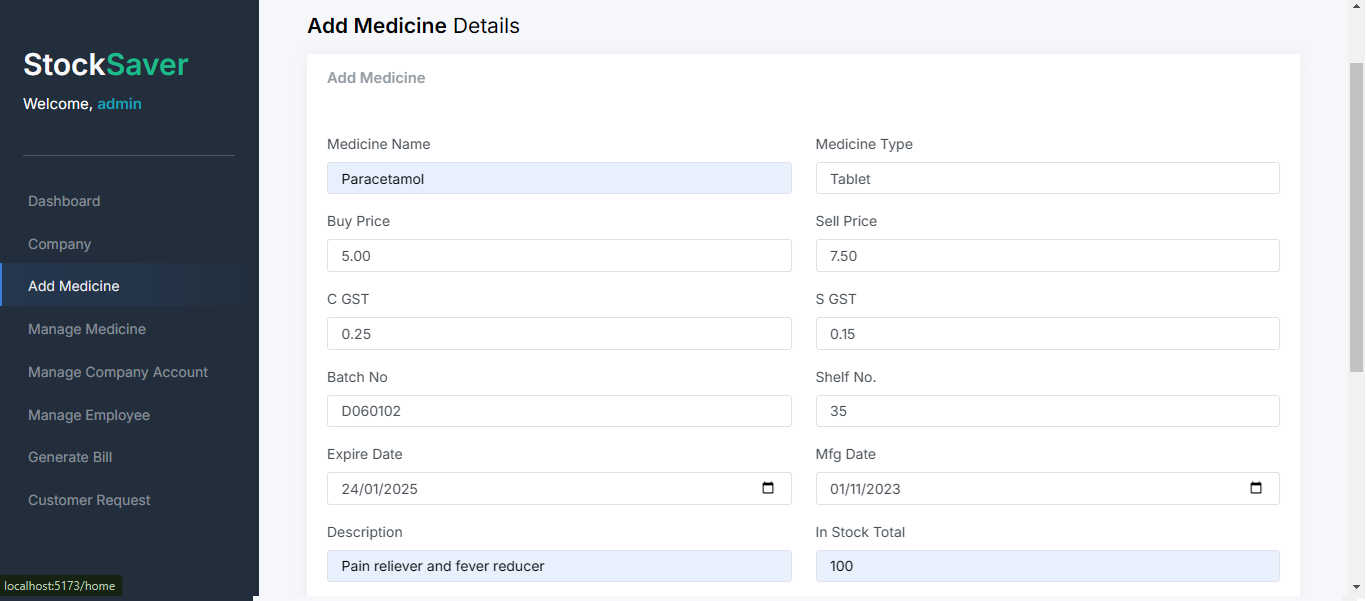 StockSaver
Welcome, admin
Dashboard
Company
Add Medicine
Manage Medicine
Manage Company Account
Manage Employee
Generate Bill
Customer Request
localhost:5173/home
Add Medicine Details
Add Medicine
Medicine Name
Medicine Type
Paracetamol
Tablet
Buy Price
Sell Price
5.00
7.50
C GST
S GST
0.25
0.15
Batch No
Shelf No.
D060102
35
Expire Date
Mfg Date
24/01/2025
01/11/2023
Description
In Stock Total
Pain reliever and fever reducer
100